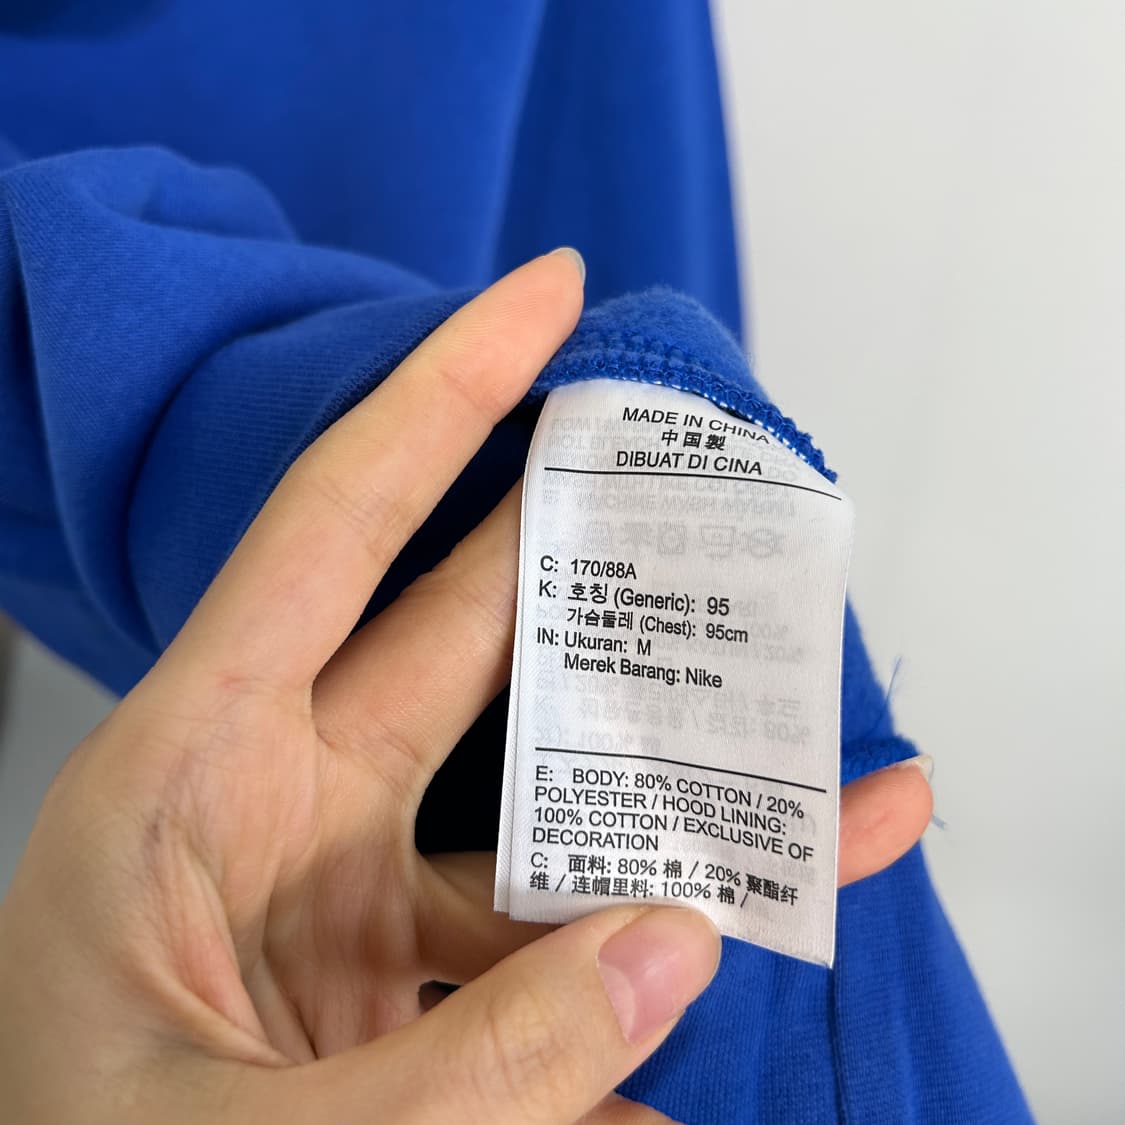 MADE IN CHINA
中国製
DIBUAT DI CINA
C: 170/88A
K: 호칭 (Generic): 95
가슴둘레 (Chest): 95cm
IN: Ukuran: M
Merek Barang: Nike
E: BODY: 80% COTTON / 20%
POLYESTER / HOOD LINING:
100% COTTON / EXCLUSIVE OF
DECORATION
C: 面料: 80% 棉 / 20% 聚酯纤
维 / 连帽里料: 100% 棉 /